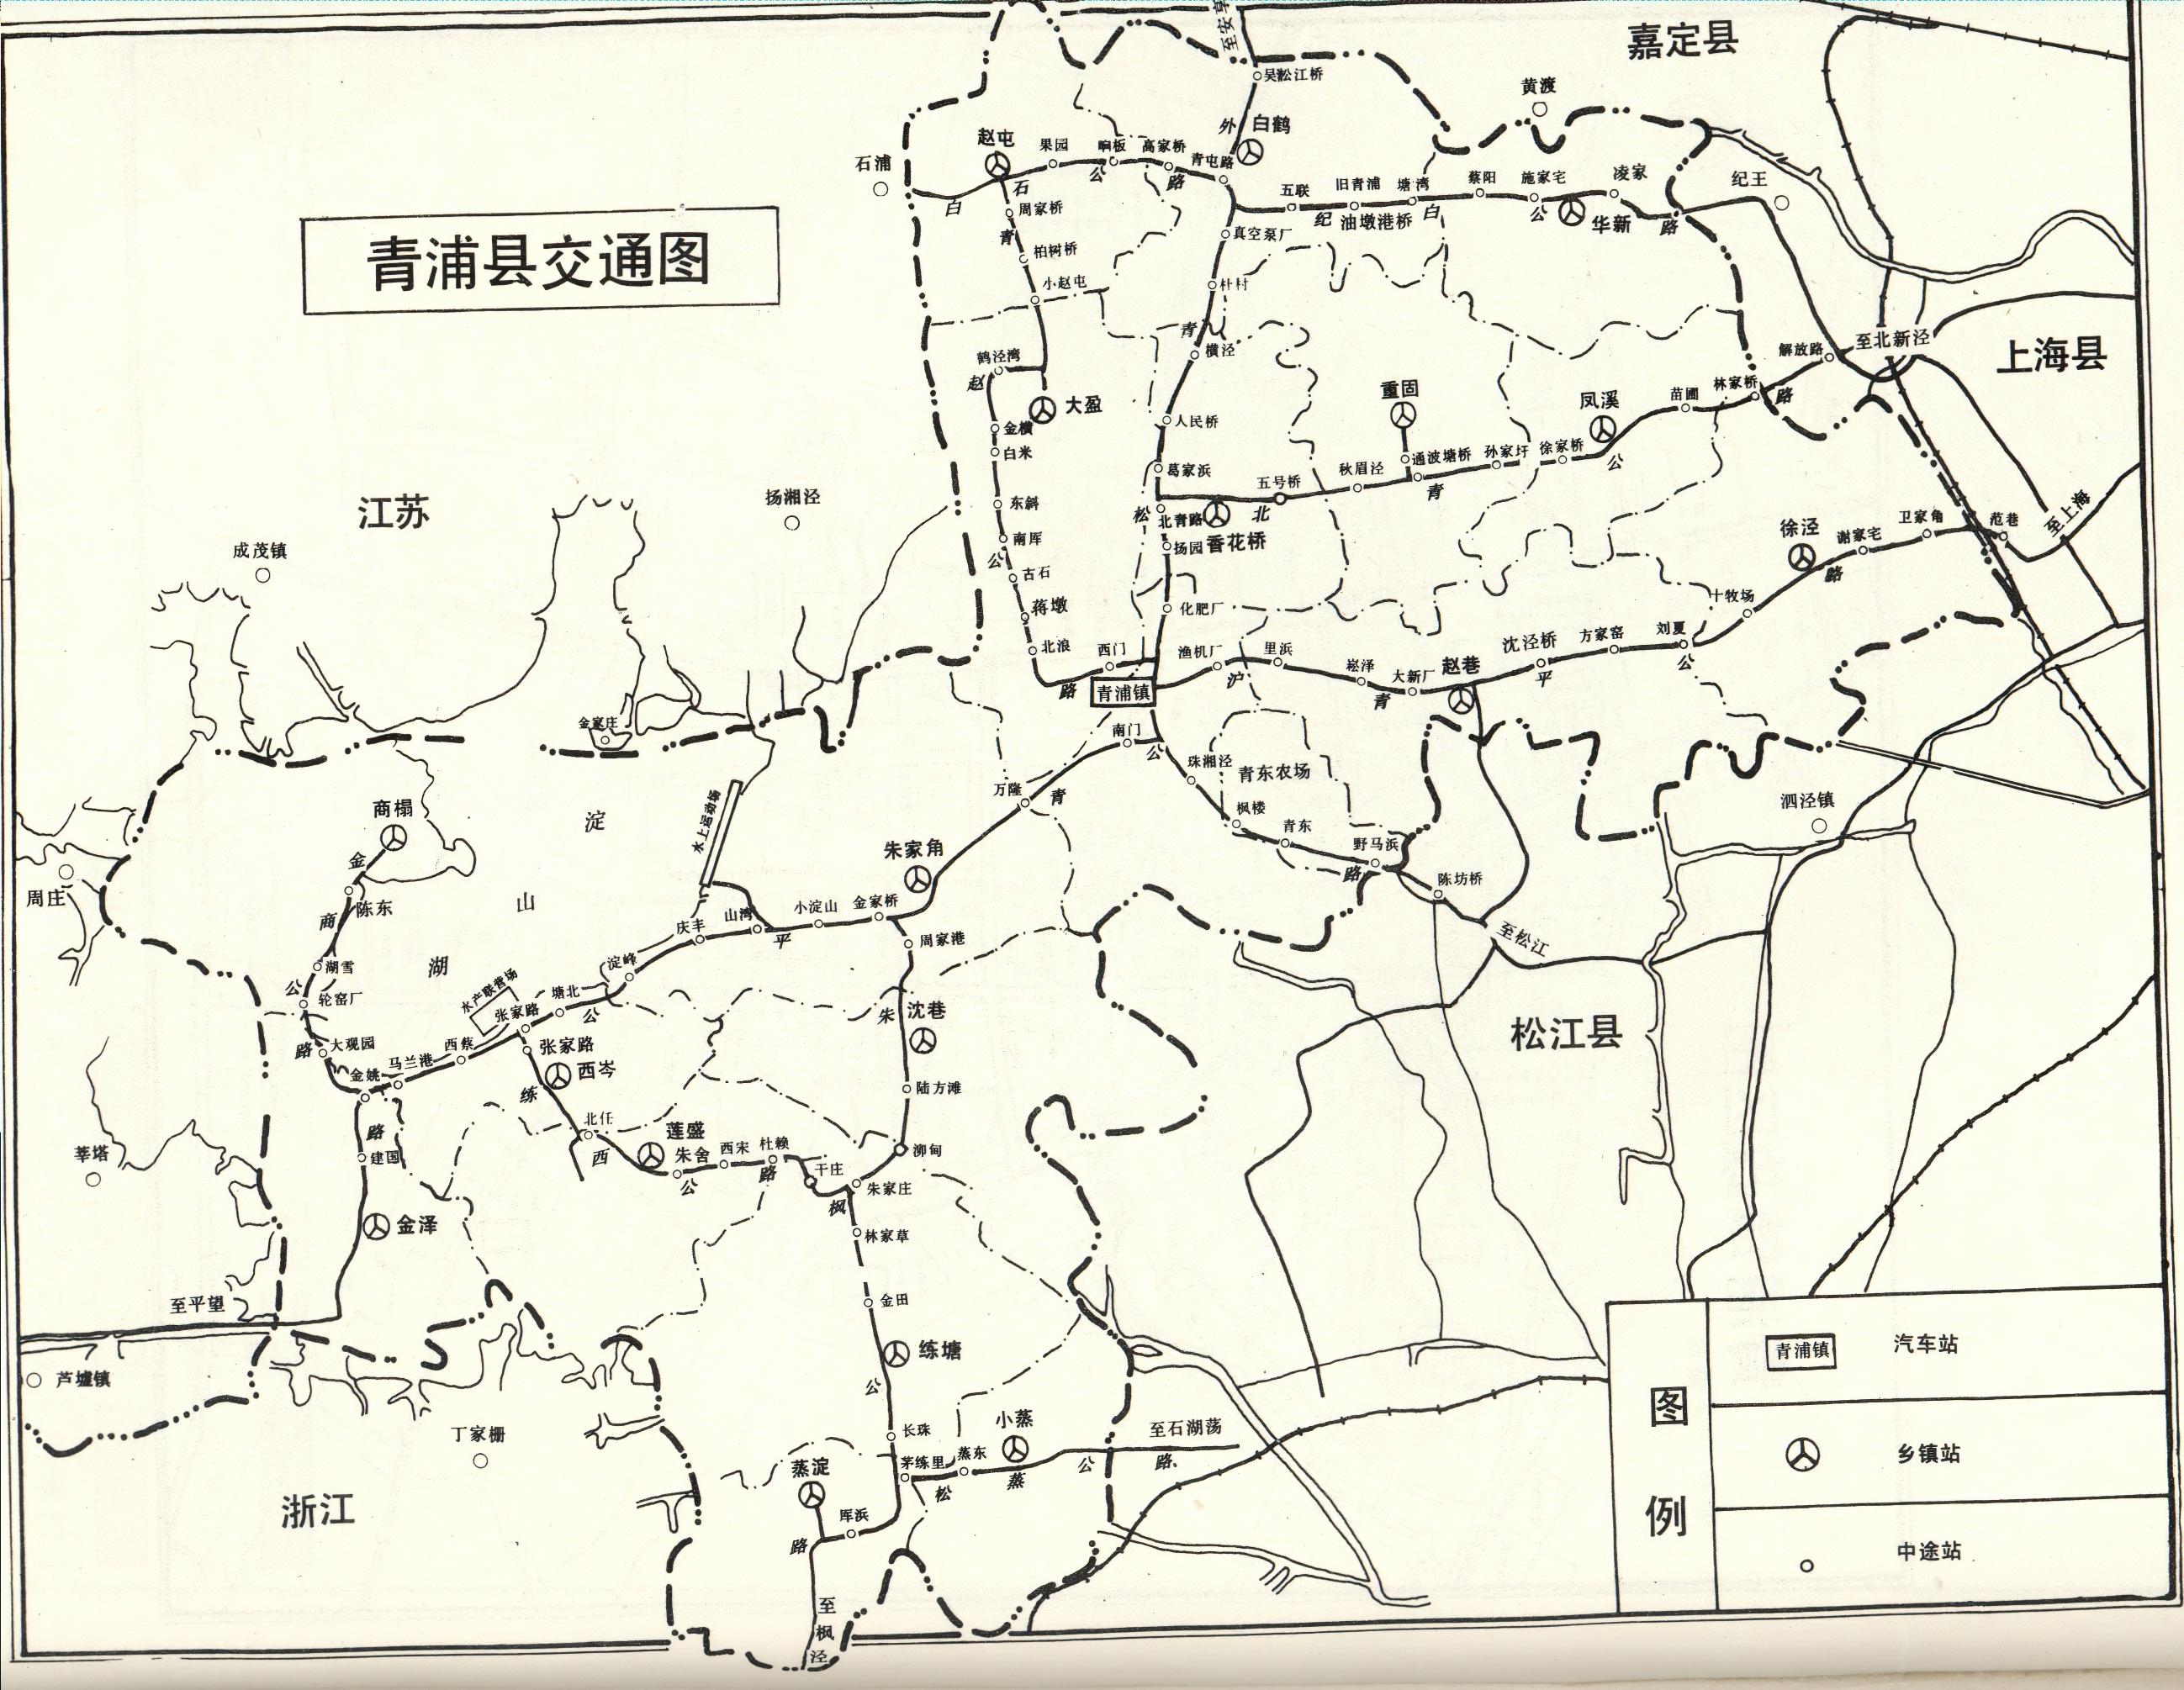 青浦县交通图
嘉定县
上海县
松江县
江苏
浙江
吴淞江桥
外
白鹤
黄渡
石浦
赵屯
果园
响板
高家桥
青屯路
公
路
石
白
周家桥
青
柏树桥
小赵屯
五联
旧青浦
塘湾
蔡阳
施家宅
凌家
纪王
纪
油墩港桥
白
公
华新
路
真空泵厂
杜村
青
横泾
鹤泾湾
赵
大盈
人民桥
重固
凤溪
苗圃
林家桥
路
解放路
至北新泾
金横
白米
葛家浜
五号桥
秋眉泾
通波塘桥
孙家圩
徐家桥
公
青
东斜
松
北青路
北
香花桥
扬园
南厍
公
古石
蒋墩
北浪
化肥厂
扬湘泾
成茂镇
徐泾
谢家宅
卫家角
范巷
至上海
路
十牧场
西门
渔机厂
里浜
崧泽
大新厂
赵巷
沈泾桥
方家窑
刘夏
公
路
青浦镇
沪
青
平
金家庄
南门
公
珠湘泾
青东农场
枫楼
青东
野马浜
路
陈坊桥
至松江
泗泾镇
万隆
青
水上运动场
淀
山
湖
商榻
金
陈东
商
湖雪
公
轮窑厂
路
大观园
周庄
朱家角
金家桥
小淀山
山湾
平
庆丰
淀峰
塘北
公
水产联营场
张家路
张家路
西蔡
马兰港
金姚
西岑
练
周家港
朱
沈巷
陆方滩
泖甸
路
建国
金泽
北任
西
莲盛
朱舍
公
西宋
杜赖
路
干庄
朱家庄
枫
林家草
金田
练塘
公
莘塔
至平望
芦墟镇
丁家栅
长珠
茅练里
蒸东
小蒸
松
蒸
公
至石湖荡
路
蒸淀
厍浜
路
至
枫
泾
图
例
青浦镇
汽车站
乡镇站
中途站